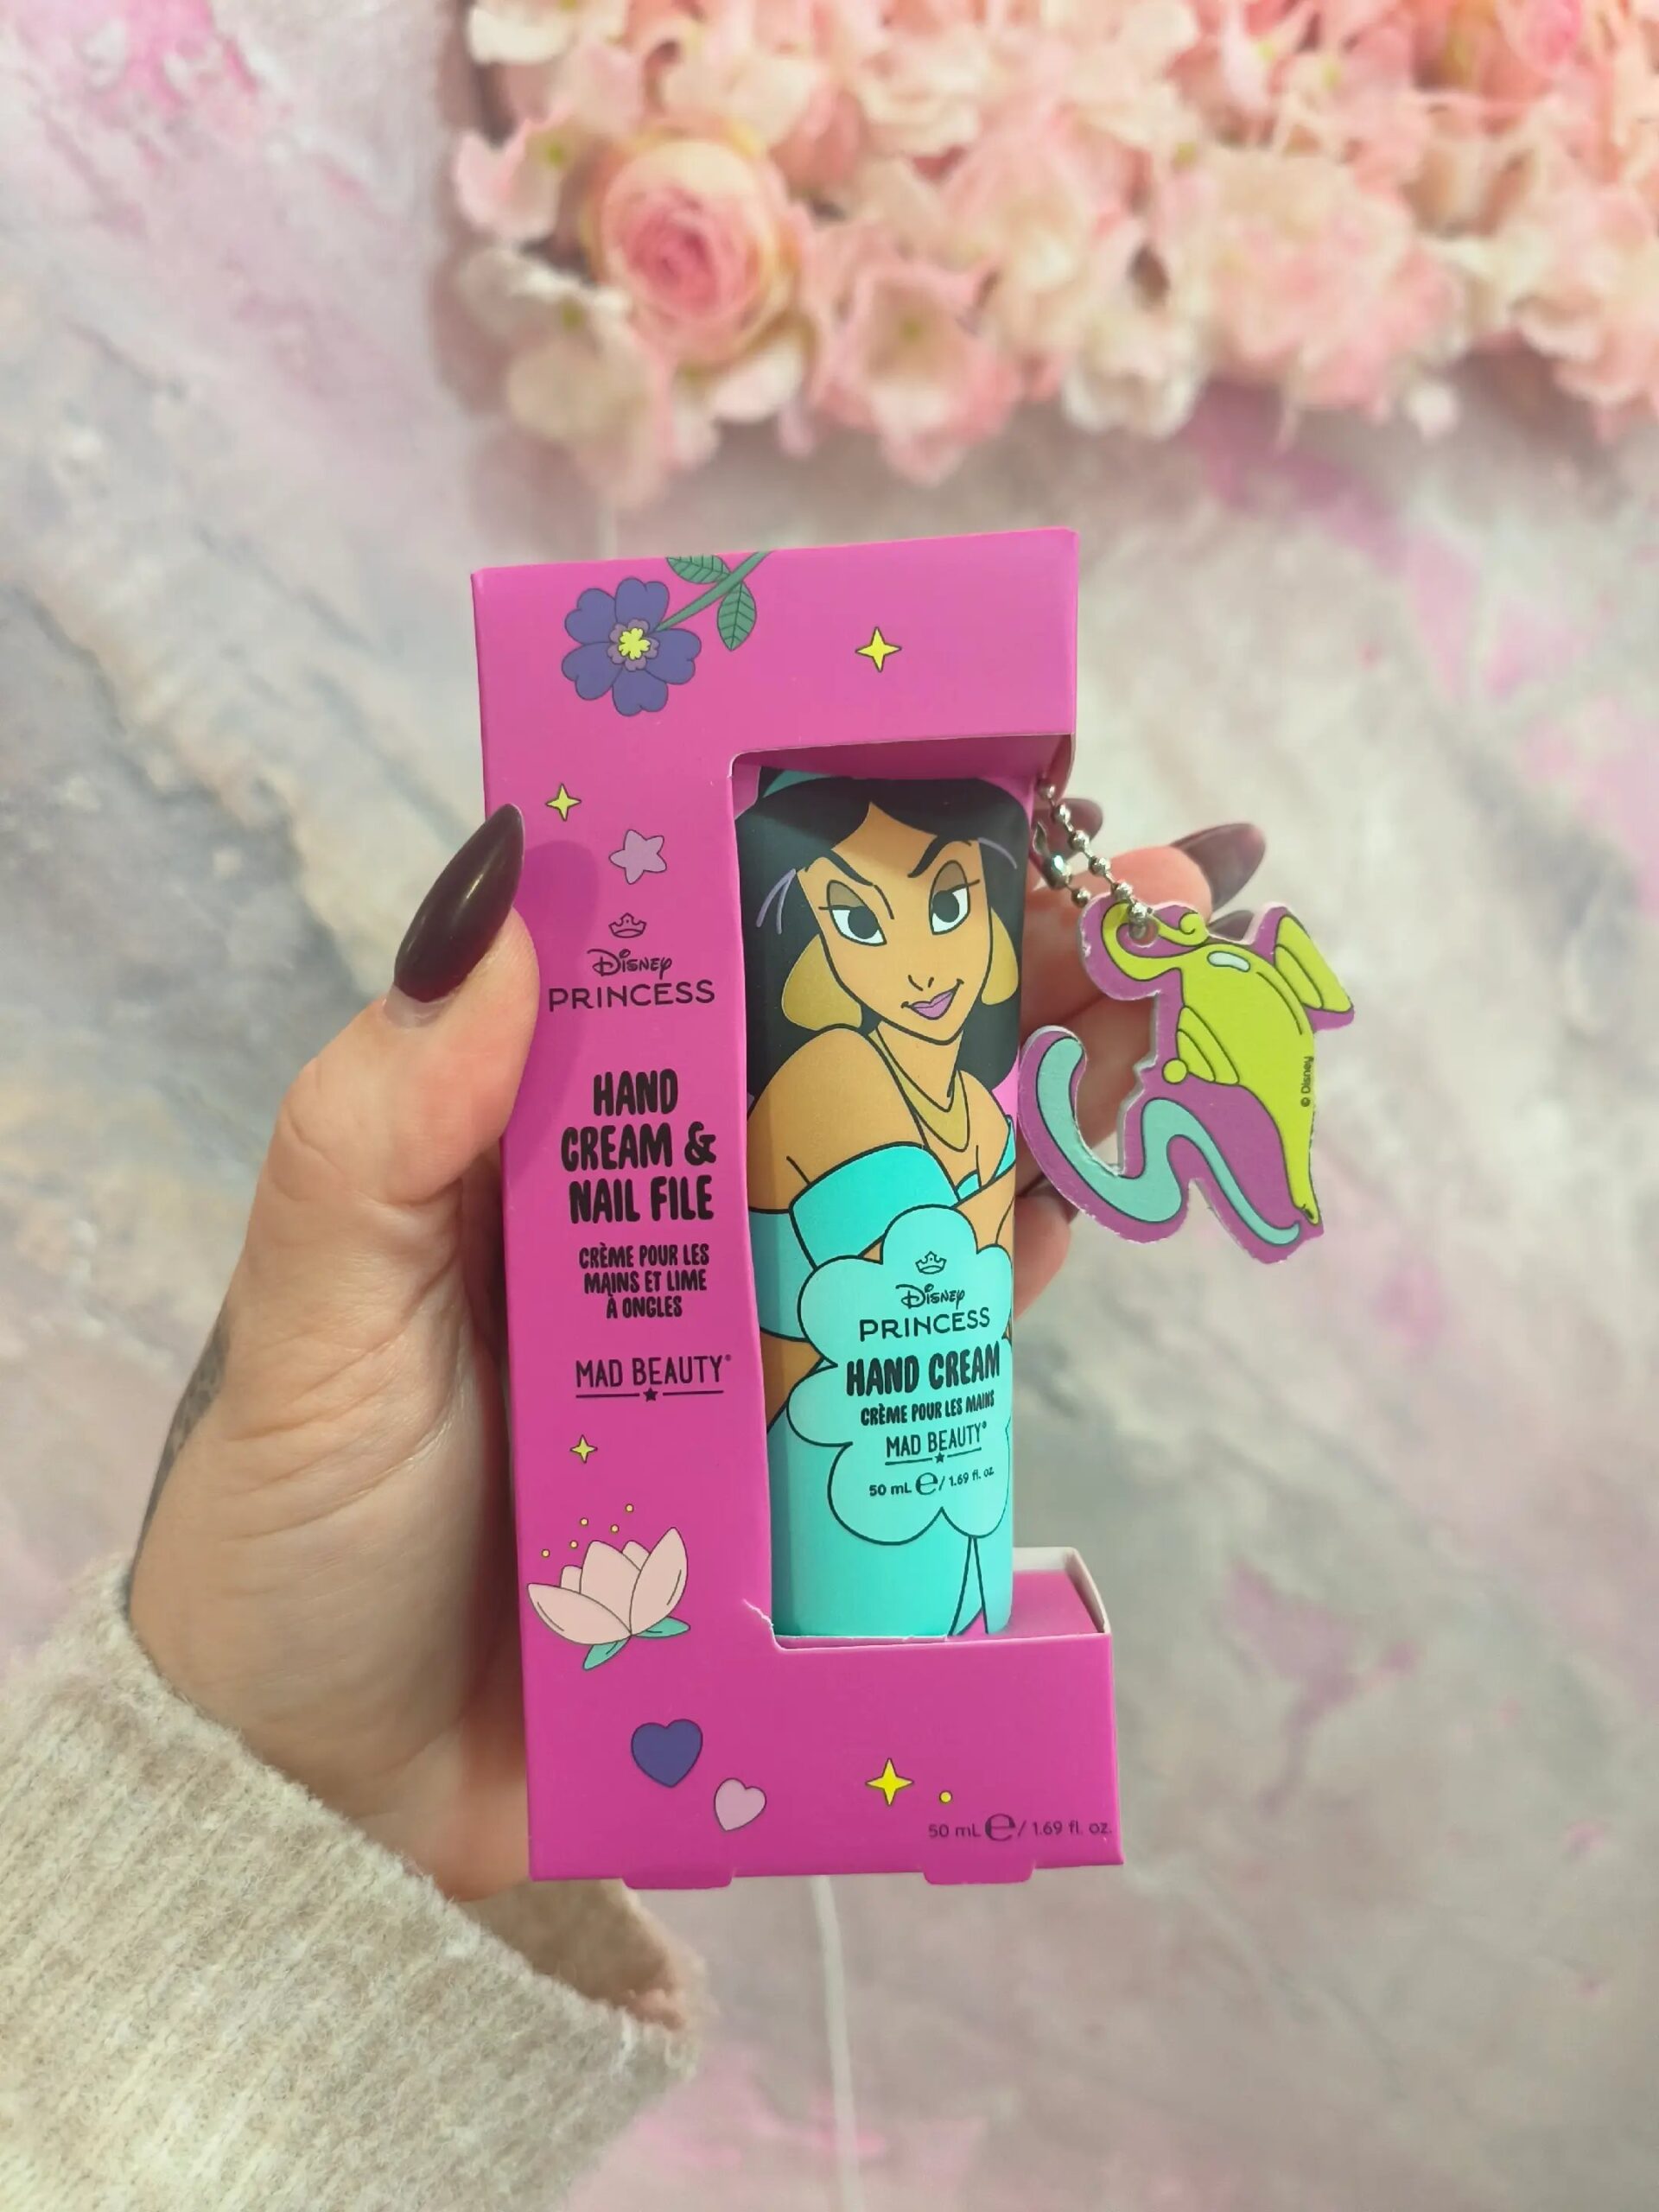 Disney
PRINCESS
HAND
CREAM &
NAIL FILE
CRÈME POUR LES
MAINS ET LIME
À ONGLES
MAD BEAUTY®
Disney
PRINCESS
HAND CREAM
CRÈME POUR LES MAINS
MAD BEAUTY®
50 mL ℮ / 1.69 fl. oz.
© Disney
50 mL ℮ / 1.69 fl. oz.